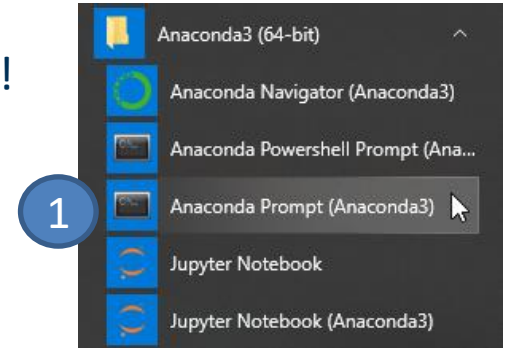 Anaconda3 (64-bit)
!
Anaconda Navigator (Anaconda3)
Anaconda Powershell Prompt (Ana...
1
Anaconda Prompt (Anaconda3)
Jupyter Notebook
Jupyter Notebook (Anaconda3)